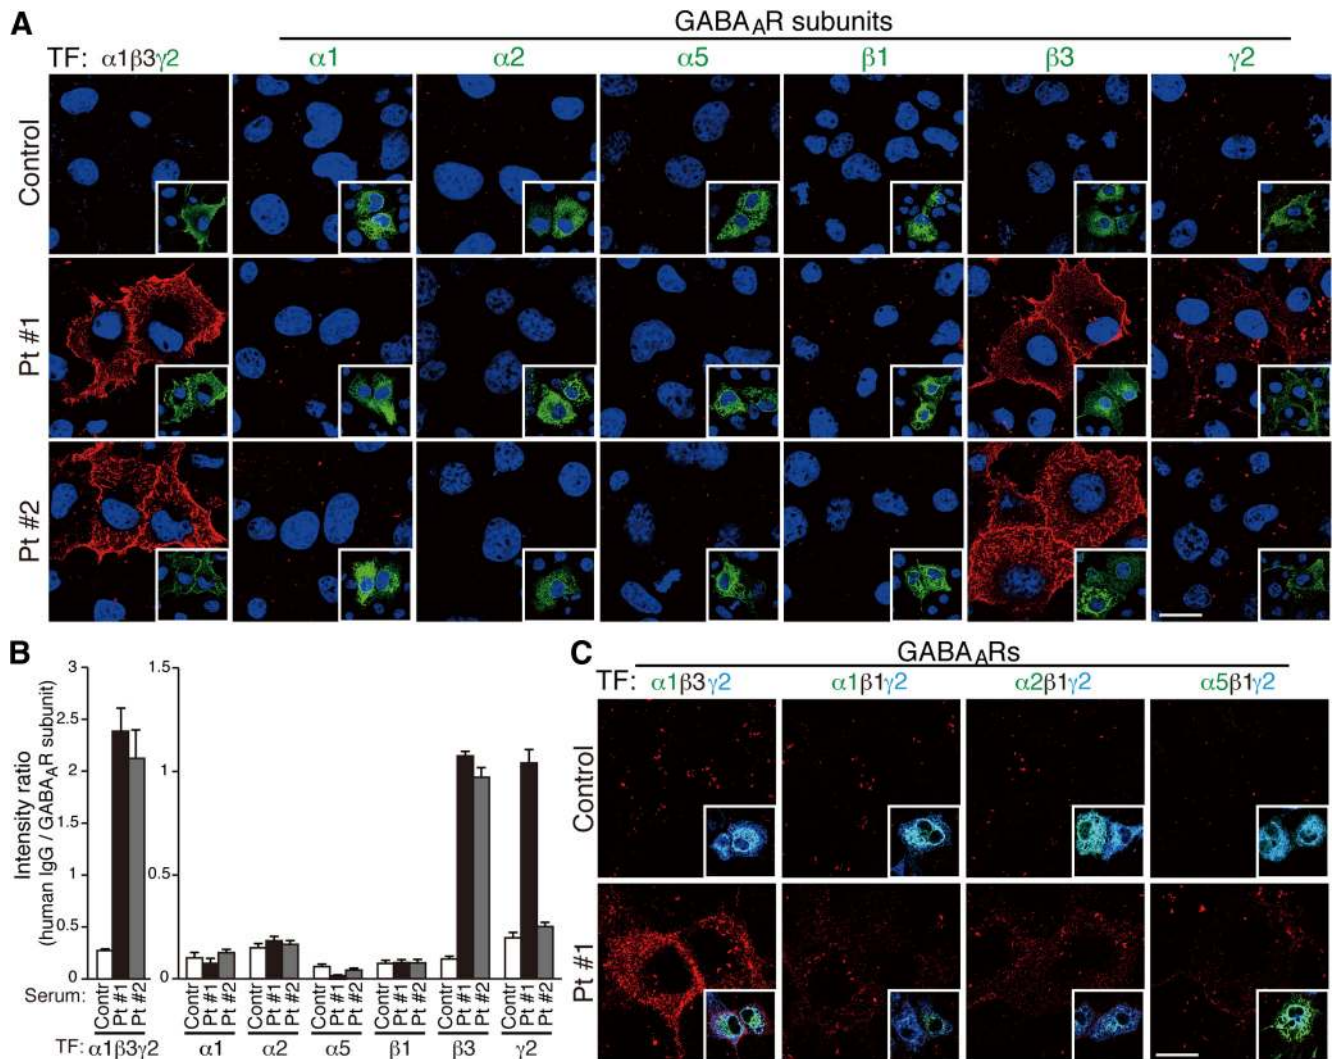 A
GABAAR subunits
TF: α1β3γ2 α1 α2 α5 β1 β3 γ2
Control
Pt #1
Pt #2
B
Intensity ratio
(human IgG / GABAAR subunit)
3
2.5
2
1.5
1
0.5
0
1.5
1
0.5
0
Serum: Contr Pt #1 Pt #2 Contr Pt #1 Pt #2 Contr Pt #1 Pt #2 Contr Pt #1 Pt #2 Contr Pt #1 Pt #2 Contr Pt #1 Pt #2 Contr Pt #1 Pt #2
TF: α1β3γ2 α1 α2 α5 β1 β3 γ2
C
GABAARs
TF: α1β3γ2 α1β1γ2 α2β1γ2 α5β1γ2
Control
Pt #1